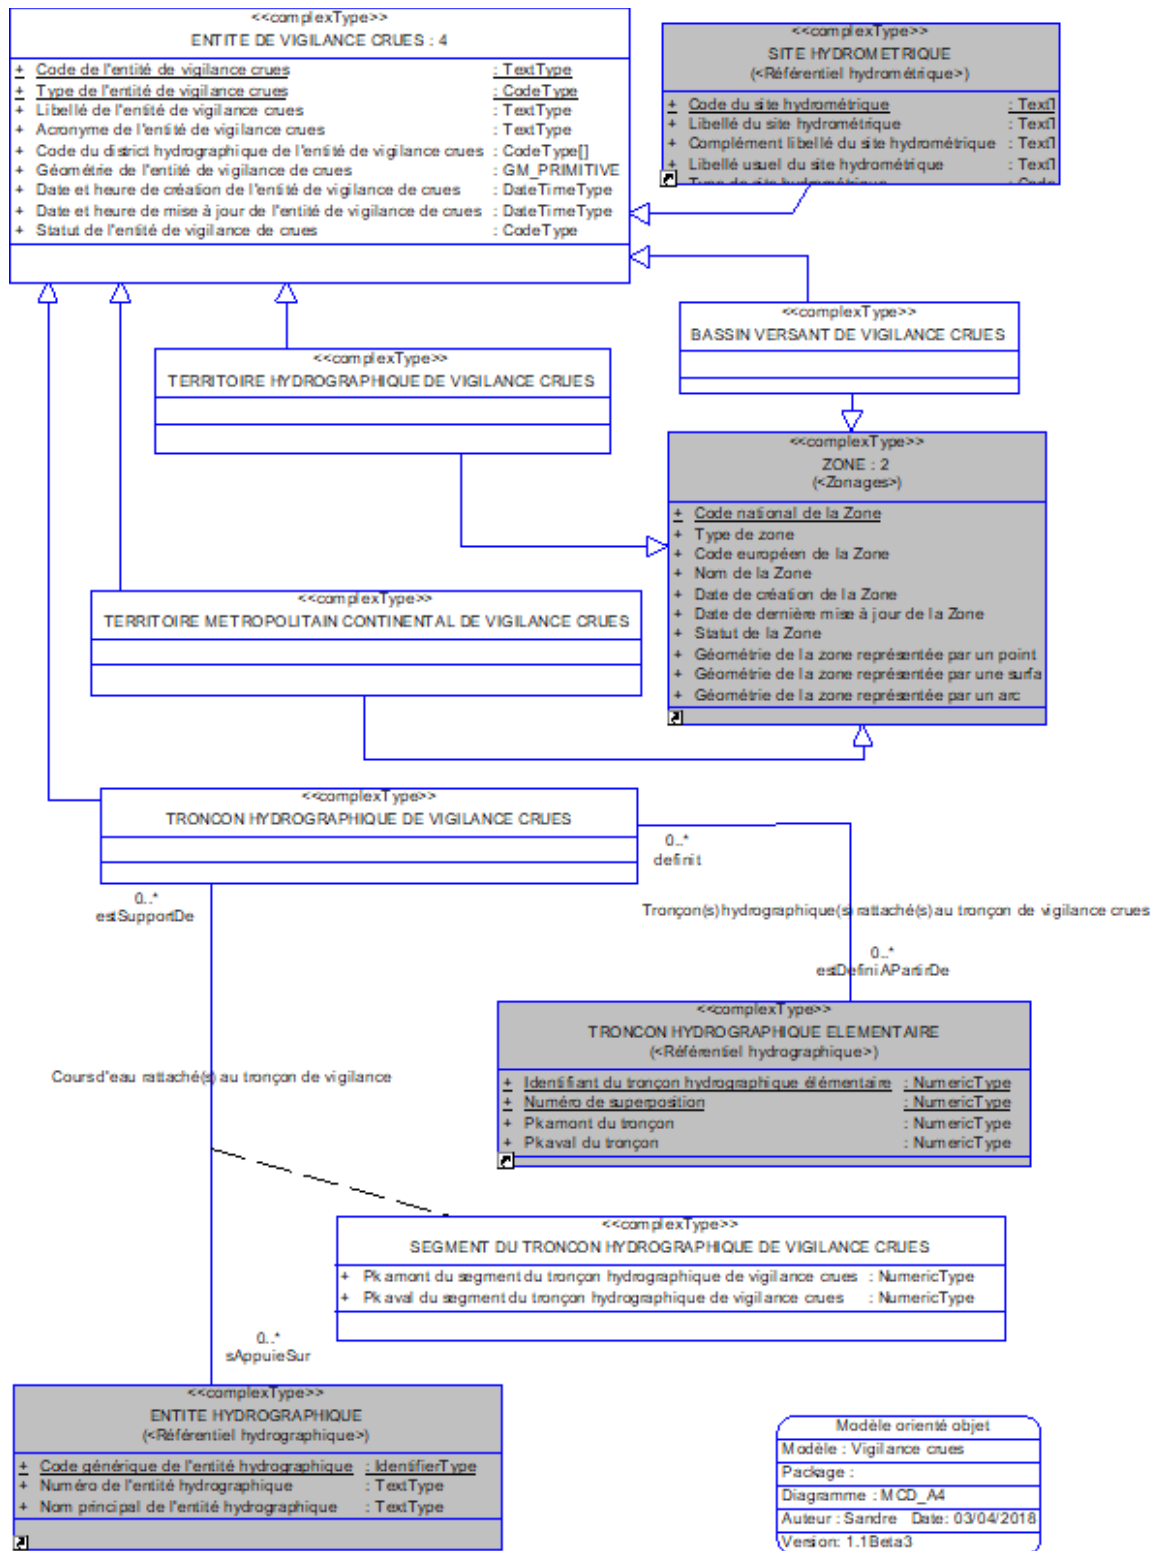 <<complexType>>
ENTITE DE VIGILANCE CRUES : 4
+ Code de l'entité de vigilance crues : TextType
+ Type de l'entité de vigilance crues : CodeType
+ Libellé de l'entité de vigilance crues : TextType
+ Acronyme de l'entité de vigilance crues : TextType
+ Code du district hydrographique de l'entité de vigilance crues : CodeType[]
+ Géométrie de l'entité de vigilance de crues : GM_PRIMITIVE
+ Date et heure de création de l'entité de vigilance de crues : DateTimeType
+ Date et heure de mise à jour de l'entité de vigilance de crues : DateTimeType
+ Statut de l'entité de vigilance de crues : CodeType
<<complexType>>
SITE HYDROMETRIQUE
(<Référentiel hydrométrique>)
+ Code du site hydrométrique : TextT
+ Libellé du site hydrométrique : TextT
+ Complément libellé du site hydrométrique : TextT
+ Libellé usuel du site hydrométrique : TextT
+ Type de site hydrométrique : Code
<<complexType>>
BASSIN VERSANT DE VIGILANCE CRUES
<<complexType>>
TERRITOIRE HYDROGRAPHIQUE DE VIGILANCE CRUES
<<complexType>>
ZONE : 2
(<Zonages>)
+ Code national de la Zone
+ Type de zone
+ Code européen de la Zone
+ Nom de la Zone
+ Date de création de la Zone
+ Date de dernière mise à jour de la Zone
+ Statut de la Zone
+ Géométrie de la zone représentée par un point
+ Géométrie de la zone représentée par une surfa
+ Géométrie de la zone représentée par un arc
<<complexType>>
TERRITOIRE METROPOLITAIN CONTINENTAL DE VIGILANCE CRUES
<<complexType>>
TRONCON HYDROGRAPHIQUE DE VIGILANCE CRUES
0..*
definit
0..*
estSupportDe
Tronçon(s) hydrographique(s) rattaché(s) au tronçon de vigilance crues
0..*
estDefiniAPartirDe
<<complexType>>
TRONCON HYDROGRAPHIQUE ELEMENTAIRE
(<Référentiel hydrographique>)
+ Identifiant du tronçon hydrographique élémentaire : NumericType
+ Numéro de superposition : NumericType
+ Pkamont du tronçon : NumericType
+ Pkaval du tronçon : NumericType
Cours d'eau rattaché(s) au tronçon de vigilance
<<complexType>>
SEGMENT DU TRONCON HYDROGRAPHIQUE DE VIGILANCE CRUES
+ Pk amont du segment du tronçon hydrographique de vigilance crues : NumericType
+ Pk aval du segment du tronçon hydrographique de vigilance crues : NumericType
0..*
sAppuieSur
<<complexType>>
ENTITE HYDROGRAPHIQUE
(<Référentiel hydrographique>)
+ Code générique de l'entité hydrographique : IdentifierType
+ Numéro de l'entité hydrographique : TextType
+ Nom principal de l'entité hydrographique : TextType
Modèle orienté objet
Modèle : Vigilance crues
Package :
Diagramme : MCD_A4
Auteur : Sandre Date: 03/04/2018
Version: 1.1Beta3